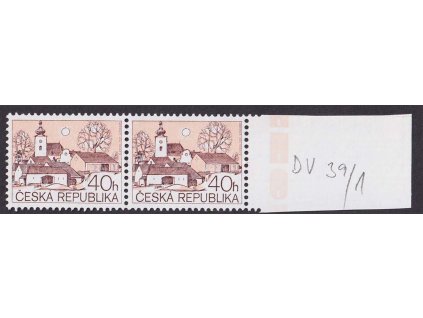 40h 40h
ČESKÁ REPUBLIKA ČESKÁ REPUBLIKA
DV 39/1